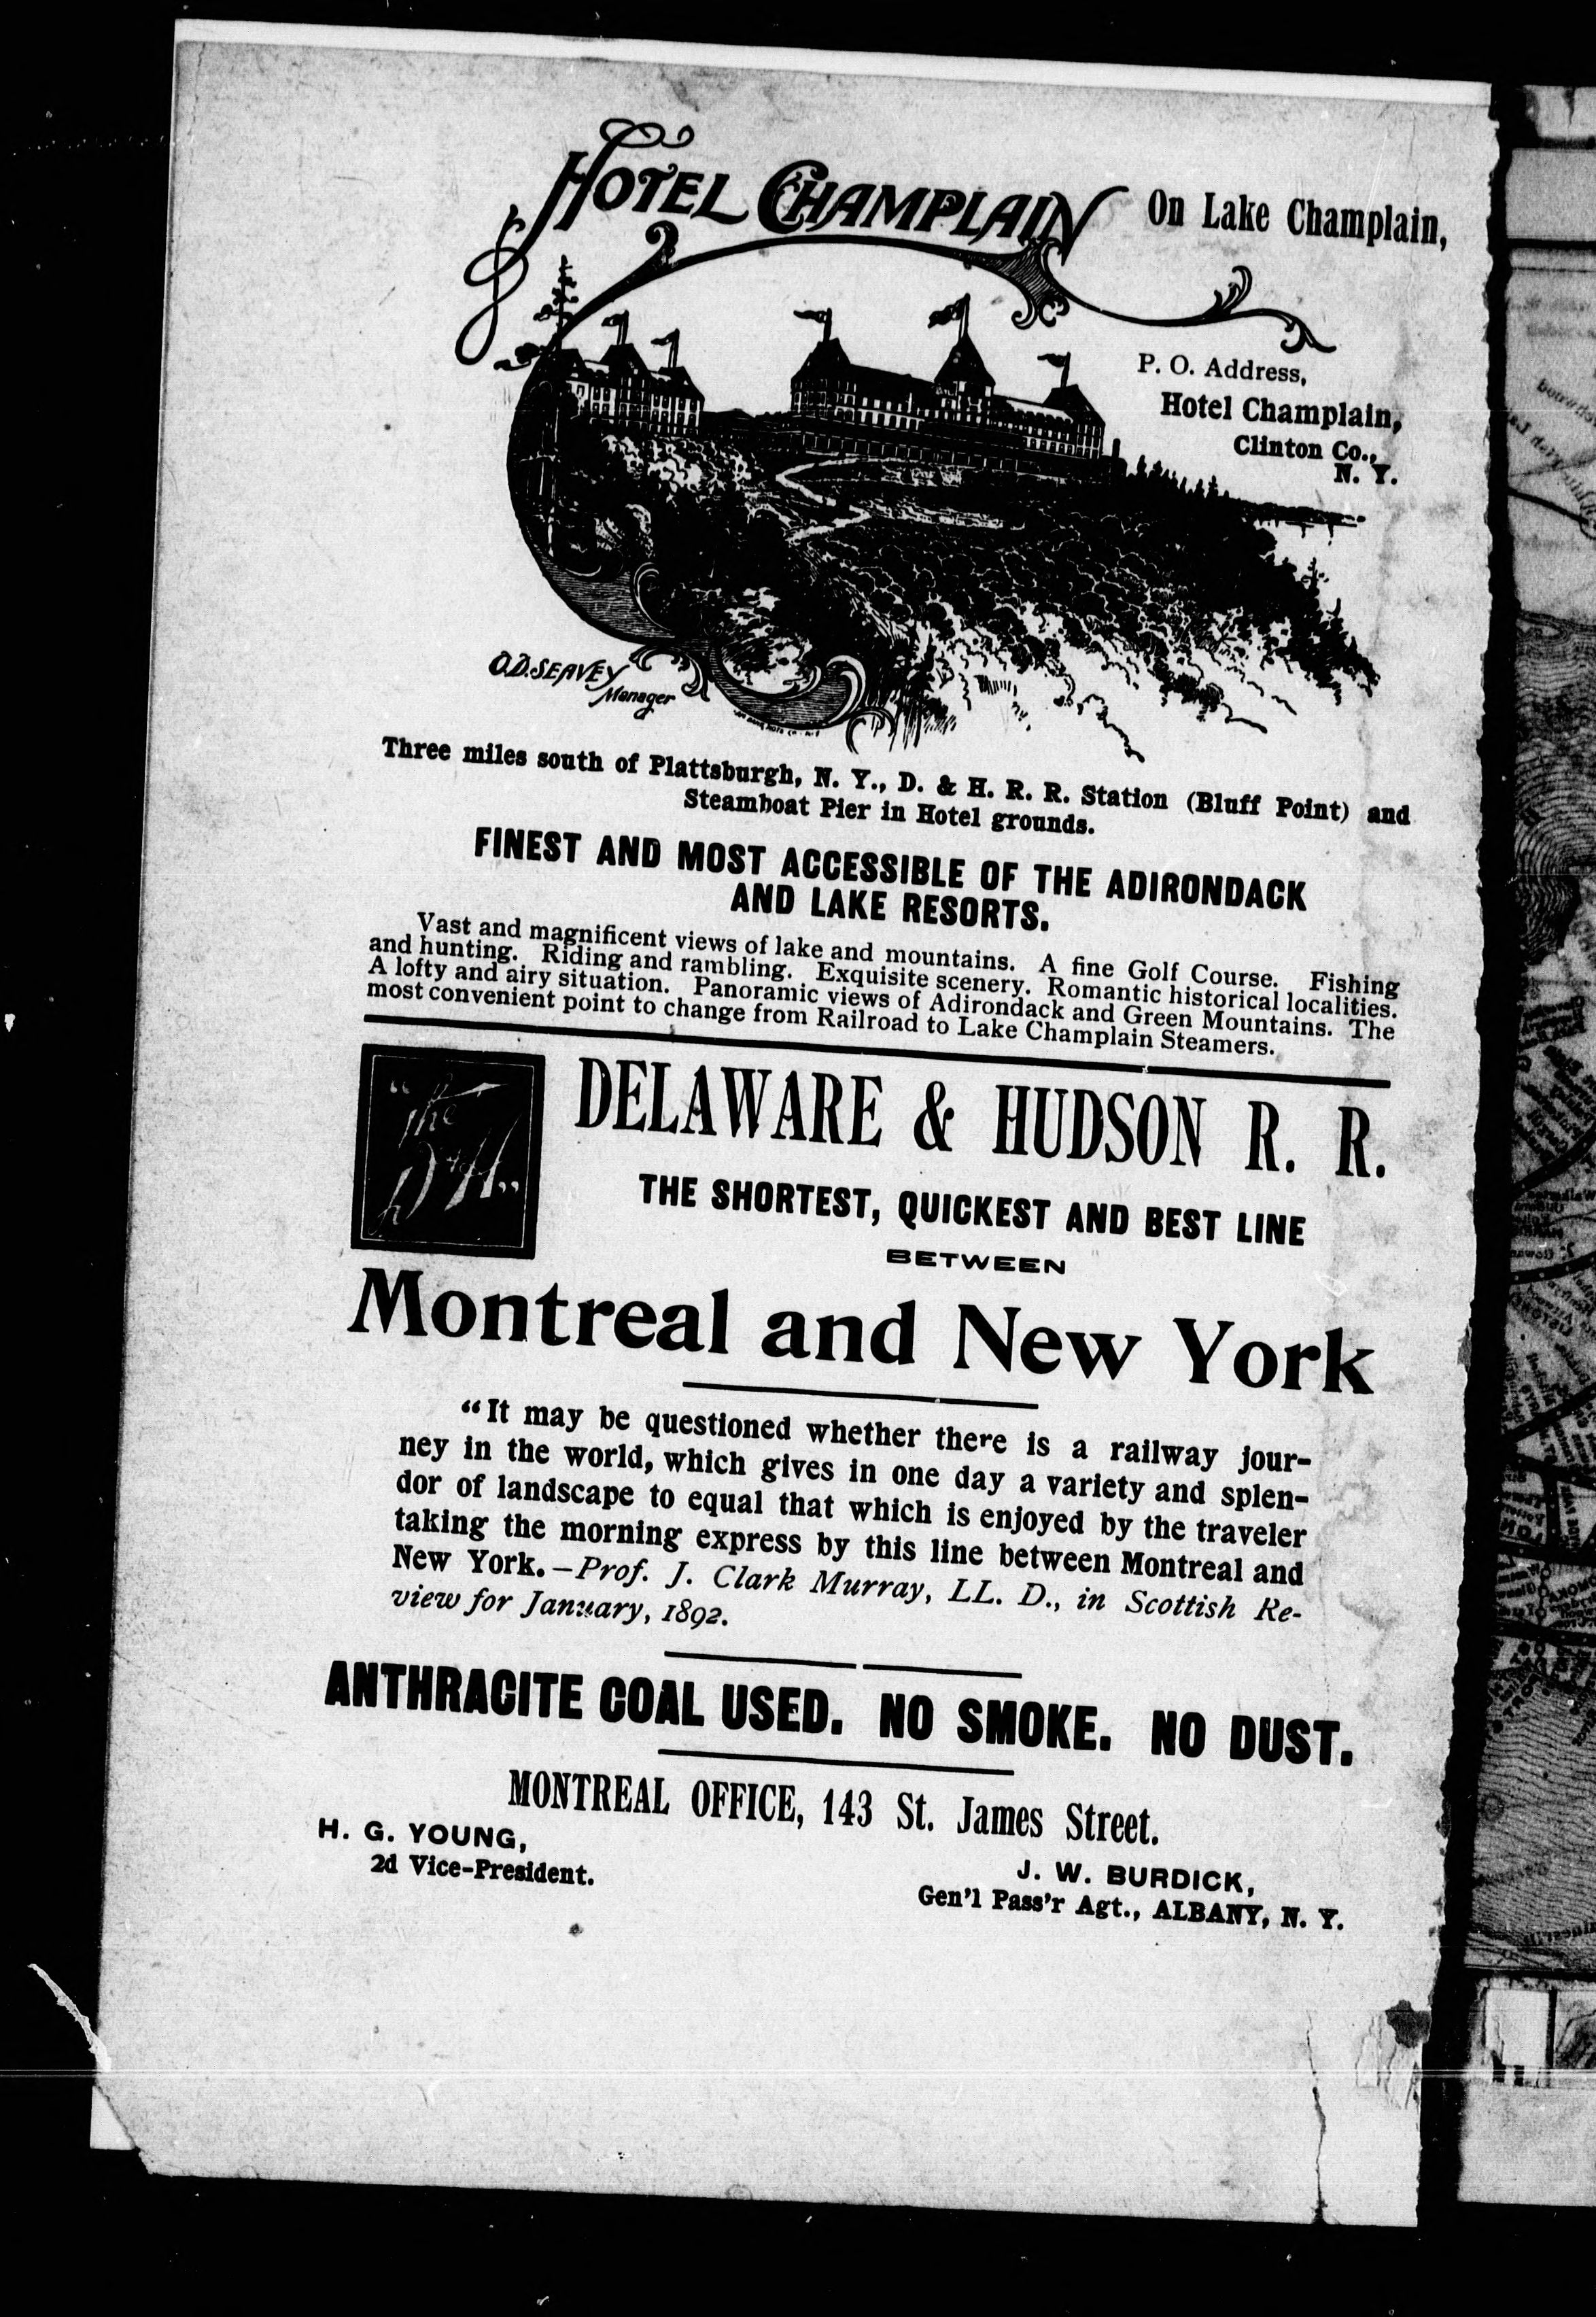 HOTEL CHAMPLAIN On Lake Champlain,
P. O. Address,
Hotel Champlain,
Clinton Co.,
N. Y.
O.D. SEAVEY
Manager
Three miles south of Plattsburgh, N. Y., D. & H. R. R. Station (Bluff Point) and
Steamboat Pier in Hotel grounds.
FINEST AND MOST ACCESSIBLE OF THE ADIRONDACK
AND LAKE RESORTS.
Vast and magnificent views of lake and mountains. A fine Golf Course. Fishing
and hunting. Riding and rambling. Exquisite scenery. Romantic historical localities.
A lofty and airy situation. Panoramic views of Adirondack and Green Mountains. The
most convenient point to change from Railroad to Lake Champlain Steamers.
"The
D & H"
DELAWARE & HUDSON R. R.
THE SHORTEST, QUICKEST AND BEST LINE
BETWEEN
Montreal and New York
"It may be questioned whether there is a railway jour-
ney in the world, which gives in one day a variety and splen-
dor of landscape to equal that which is enjoyed by the traveler
taking the morning express by this line between Montreal and
New York.—Prof. J. Clark Murray, LL. D., in Scottish Re-
view for January, 1892.
ANTHRACITE COAL USED. NO SMOKE. NO DUST.
MONTREAL OFFICE, 143 St. James Street.
H. G. YOUNG,
2d Vice-President.
J. W. BURDICK,
Gen'l Pass'r Agt., ALBANY, N. Y.